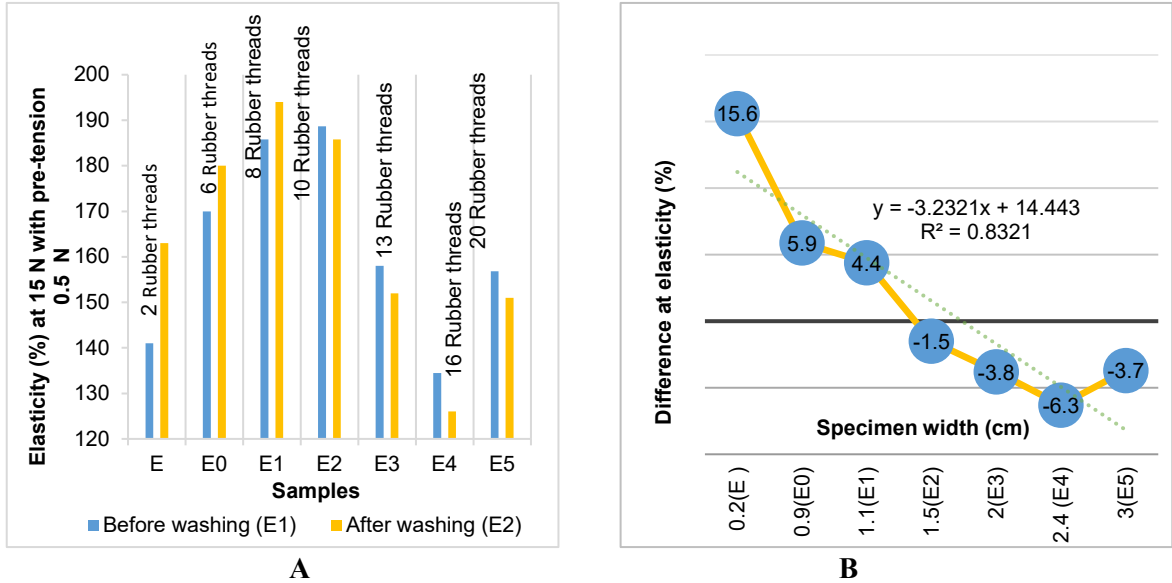 Elasticity (%) at 15 N with pre-tension
0.5 N
200
190
180
170
160
150
140
130
120
2 Rubber threads
6 Rubber threads
8 Rubber threads
10 Rubber threads
13 Rubber threads
16 Rubber threads
20 Rubber threads
E E0 E1 E2 E3 E4 E5
Samples
Before washing (E1) After washing (E2)
A
Difference at elasticity (%)
15.6
5.9
4.4
-1.5
-3.8
-6.3
-3.7
y = -3.2321x + 14.443
R² = 0.8321
Specimen width (cm)
0.2(E )
0.9(E0)
1.1(E1)
1.5(E2)
2(E3)
2.4 (E4)
3(E5)
B